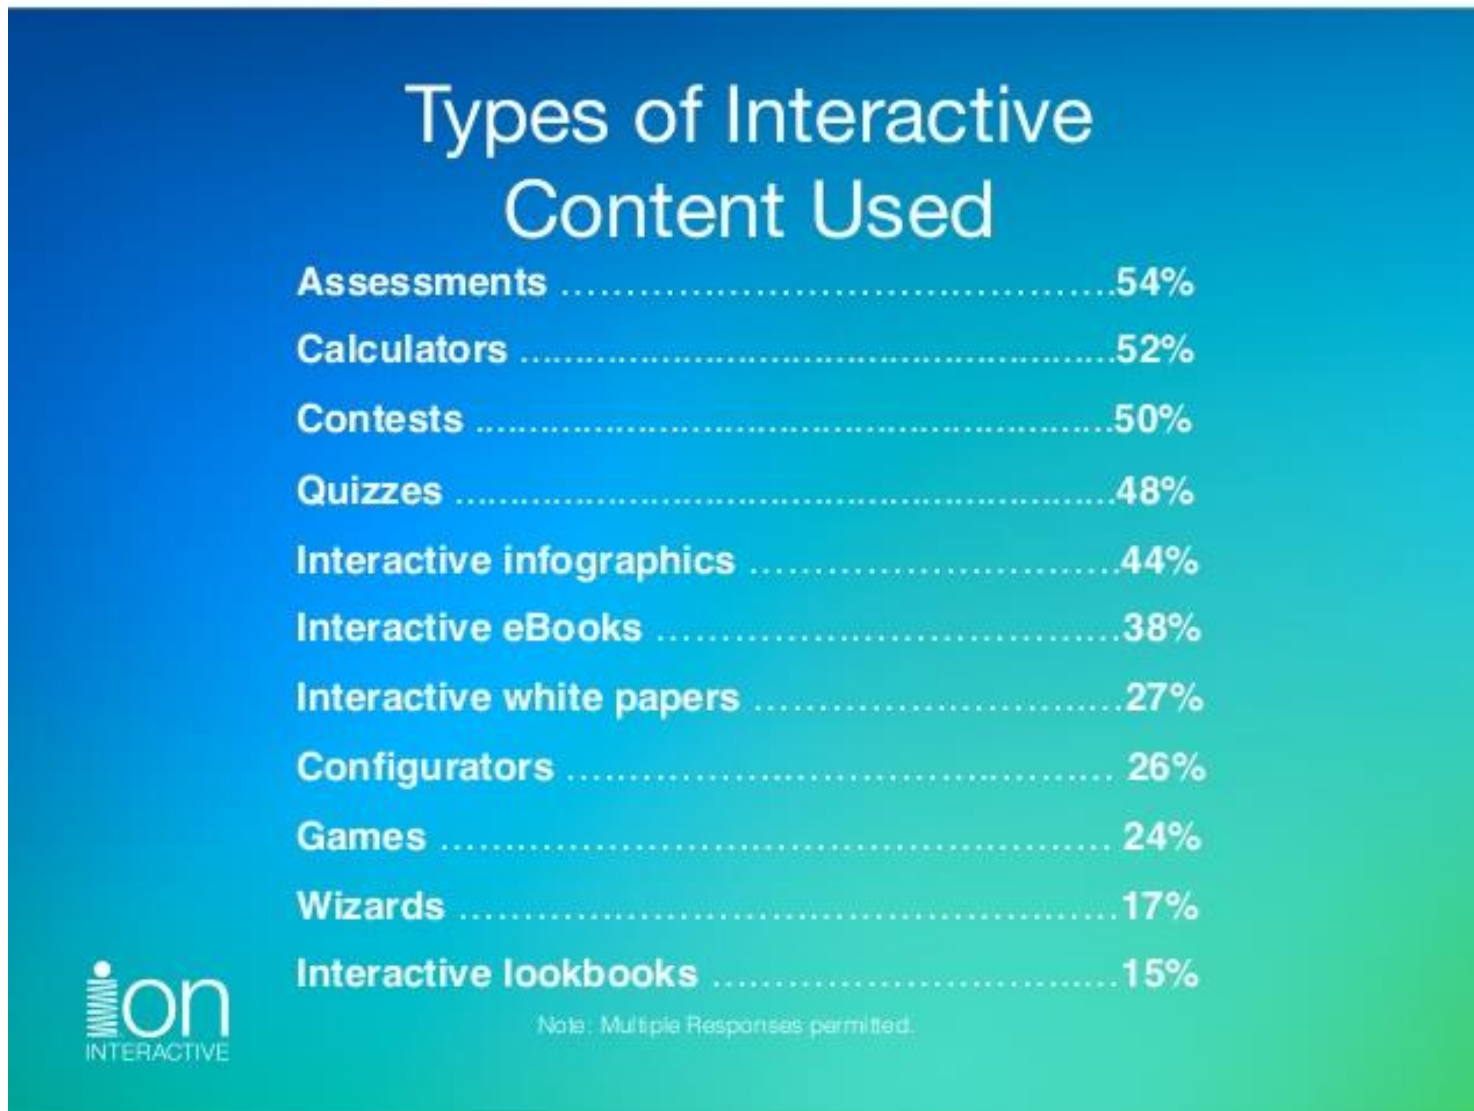 Types of Interactive
Content Used
Assessments ..........................................54%
Calculators ..........................................52%
Contests ..........................................50%
Quizzes ..........................................48%
Interactive infographics ............................44%
Interactive eBooks ...................................38%
Interactive white papers ............................27%
Configurators .......................................... 26%
Games .......................................... 24%
Wizards ..........................................17%
Interactive lookbooks ...............................15%
Note: Multiple Responses permitted.
ion
INTERACTIVE